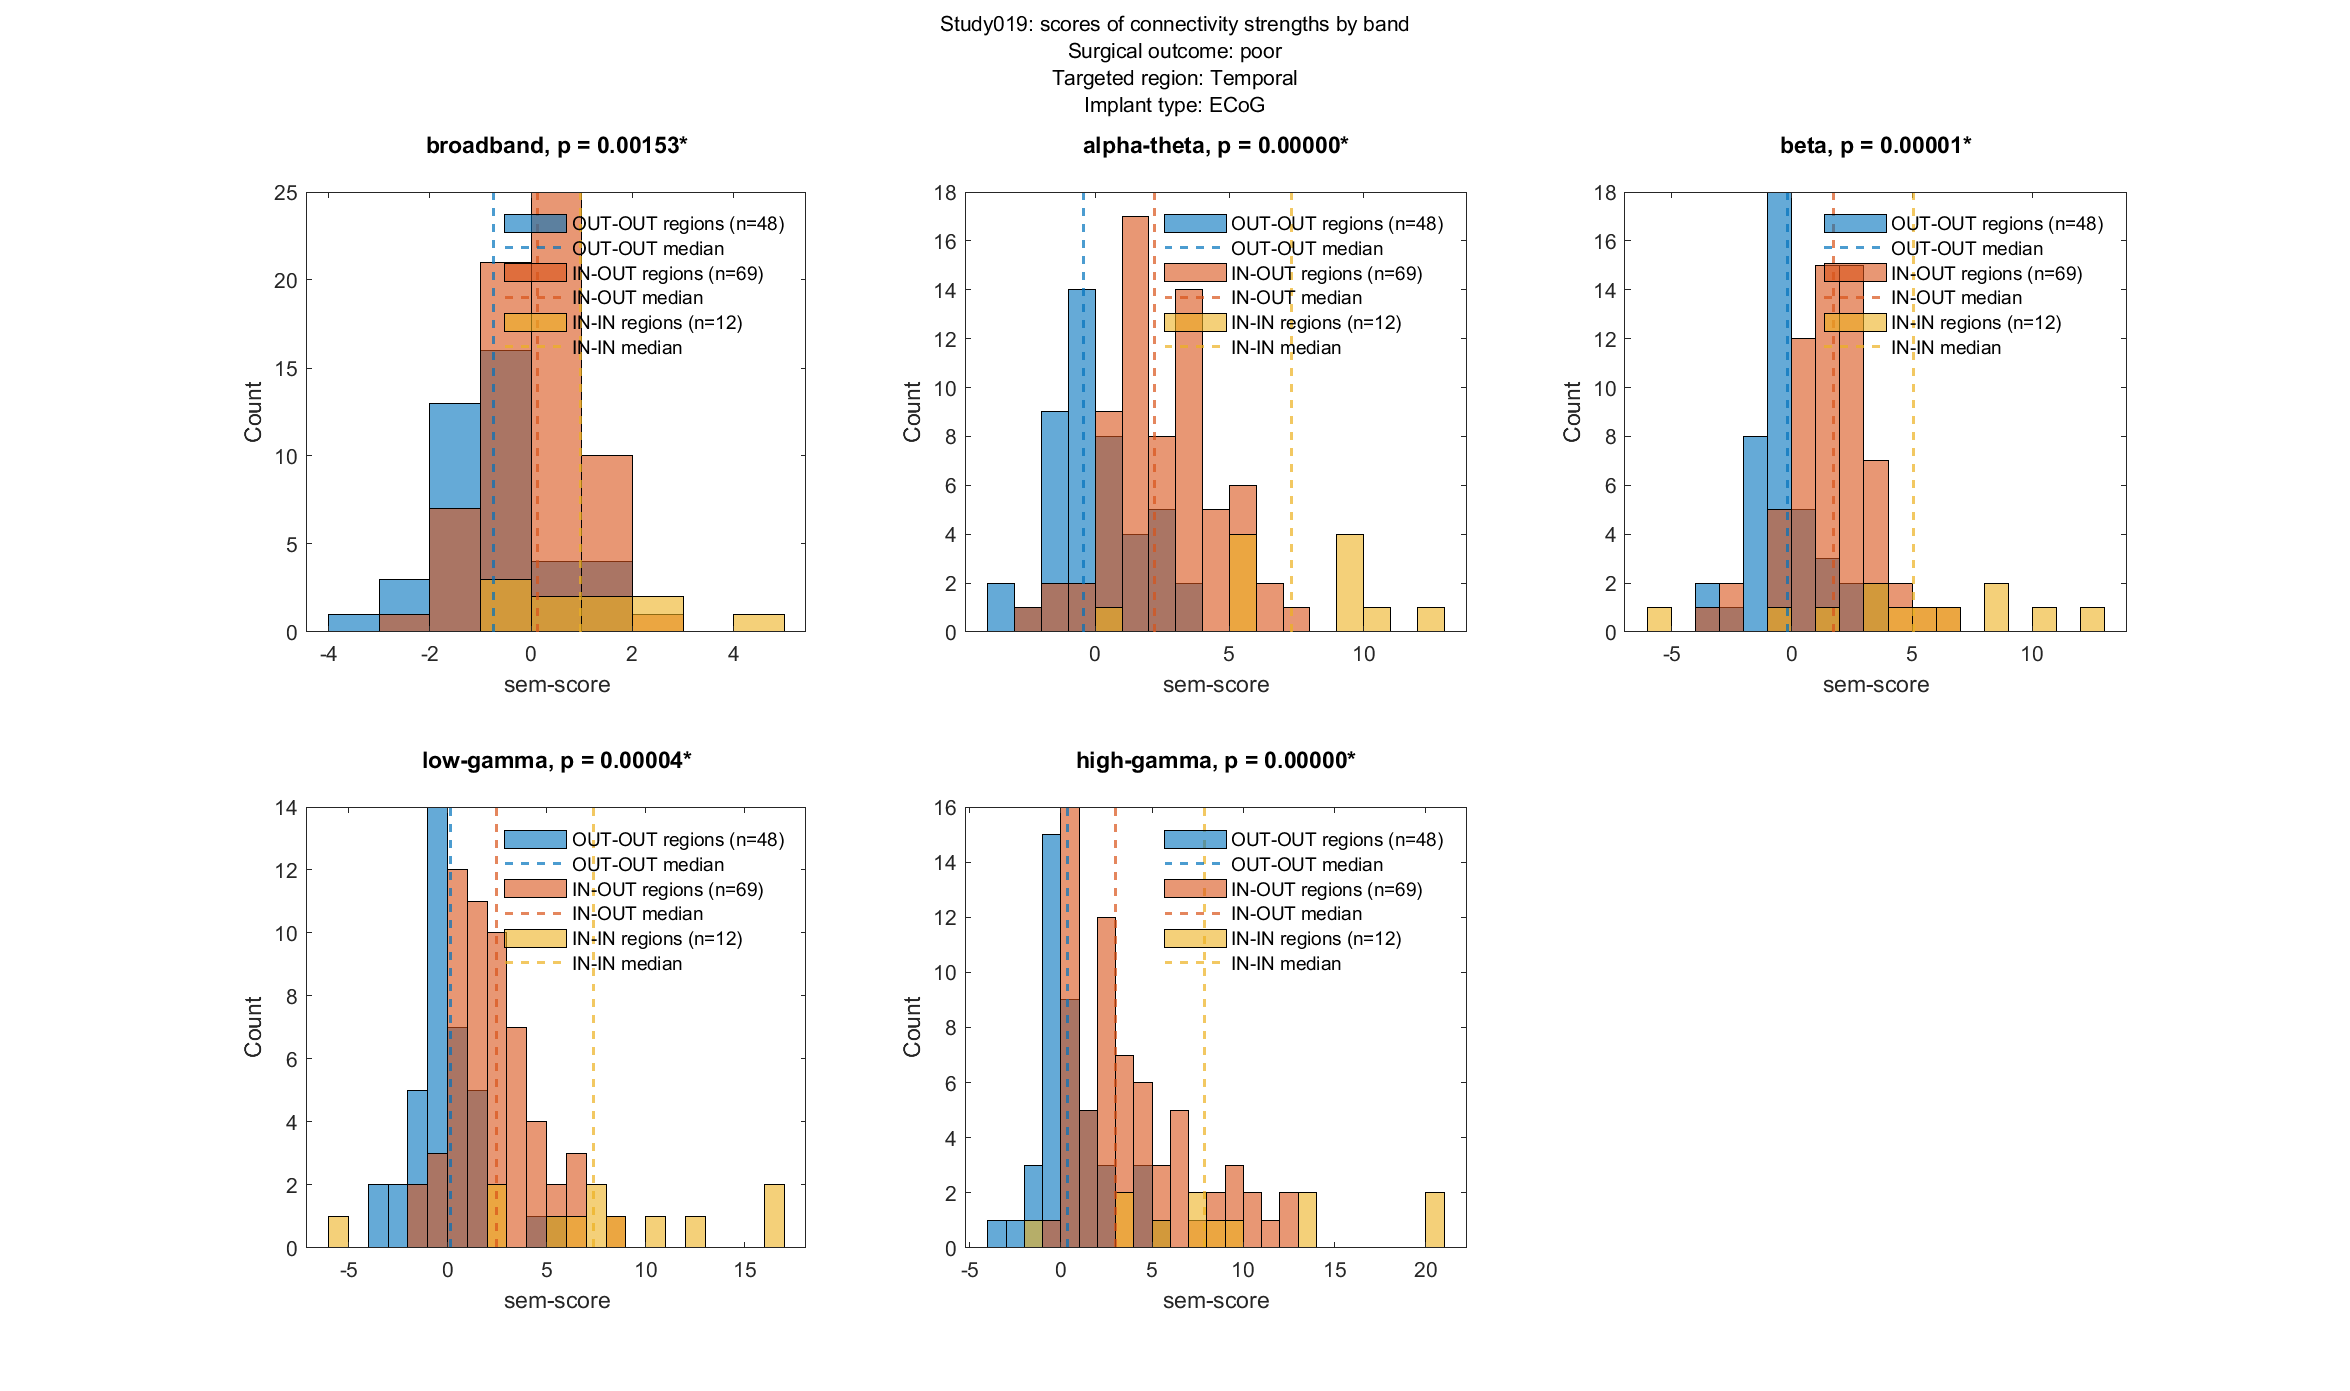 Study019: scores of connectivity strengths by band
Surgical outcome: poor
Targeted region: Temporal
Implant type: ECoG
broadband, p = 0.00153*
25
20
15
10
5
0
Count
-4 -2 0 2 4
sem-score
OUT-OUT regions (n=48)
OUT-OUT median
IN-OUT regions (n=69)
IN-OUT median
IN-IN regions (n=12)
IN-IN median
alpha-theta, p = 0.00000*
18
16
14
12
10
8
6
4
2
0
Count
0 5 10
sem-score
OUT-OUT regions (n=48)
OUT-OUT median
IN-OUT regions (n=69)
IN-OUT median
IN-IN regions (n=12)
IN-IN median
beta, p = 0.00001*
18
16
14
12
10
8
6
4
2
0
Count
-5 0 5 10
sem-score
OUT-OUT regions (n=48)
OUT-OUT median
IN-OUT regions (n=69)
IN-OUT median
IN-IN regions (n=12)
IN-IN median
low-gamma, p = 0.00004*
14
12
10
8
6
4
2
0
Count
-5 0 5 10 15
sem-score
OUT-OUT regions (n=48)
OUT-OUT median
IN-OUT regions (n=69)
IN-OUT median
IN-IN regions (n=12)
IN-IN median
high-gamma, p = 0.00000*
16
14
12
10
8
6
4
2
0
Count
-5 0 5 10 15 20
sem-score
OUT-OUT regions (n=48)
OUT-OUT median
IN-OUT regions (n=69)
IN-OUT median
IN-IN regions (n=12)
IN-IN median